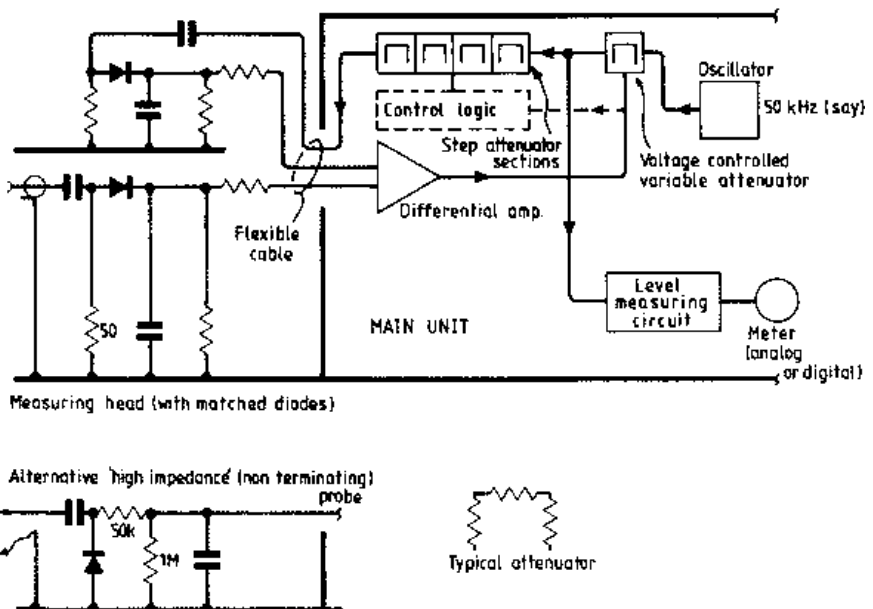 Oscillator
50 kHz (say)
Control logic
Step attenuator
sections
Voltage controlled
variable attenuator
Differential amp.
Flexible
cable
50
MAIN UNIT
Level
measuring
circuit
Meter
(analog
or digital)
Measuring head (with matched diodes)
Alternative 'high impedance' (non terminating)
probe
50k
1M
Typical attenuator